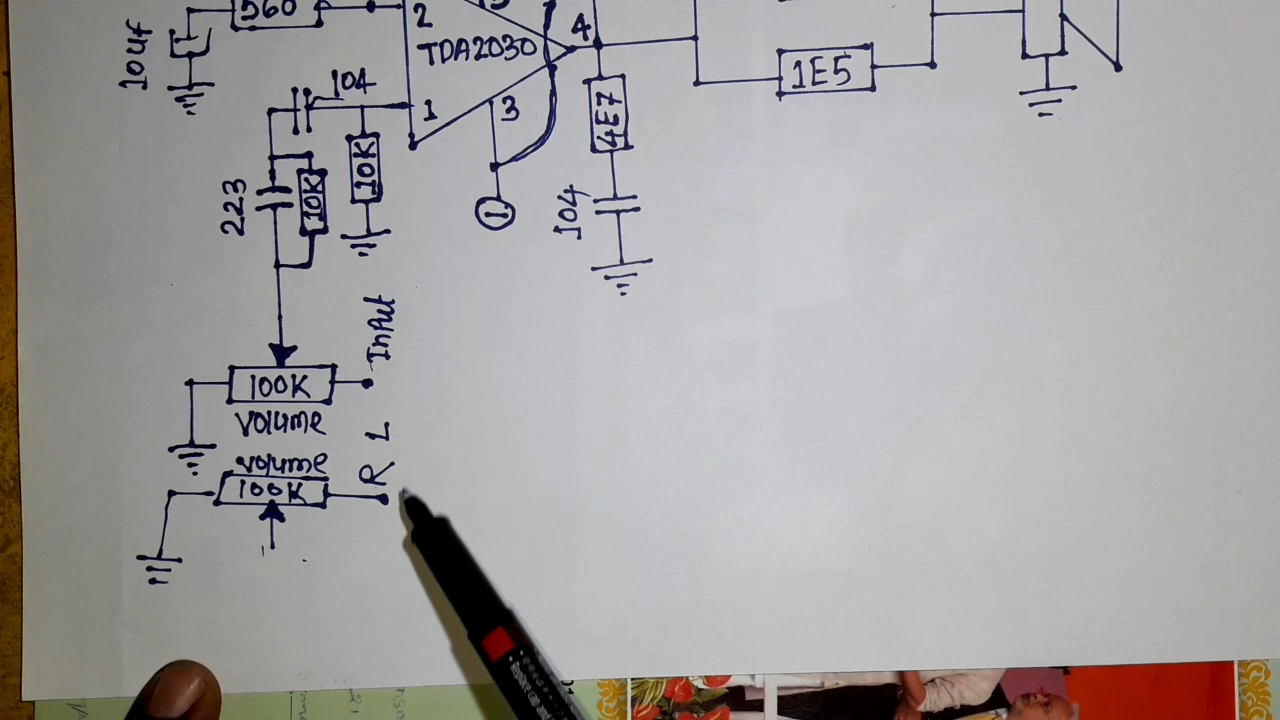 560
10uf
2
4
TDA2030
1E5
104
1
3
4E7
10K
10K
223
1
104
Input
100K
volume
L
volume
R
100K